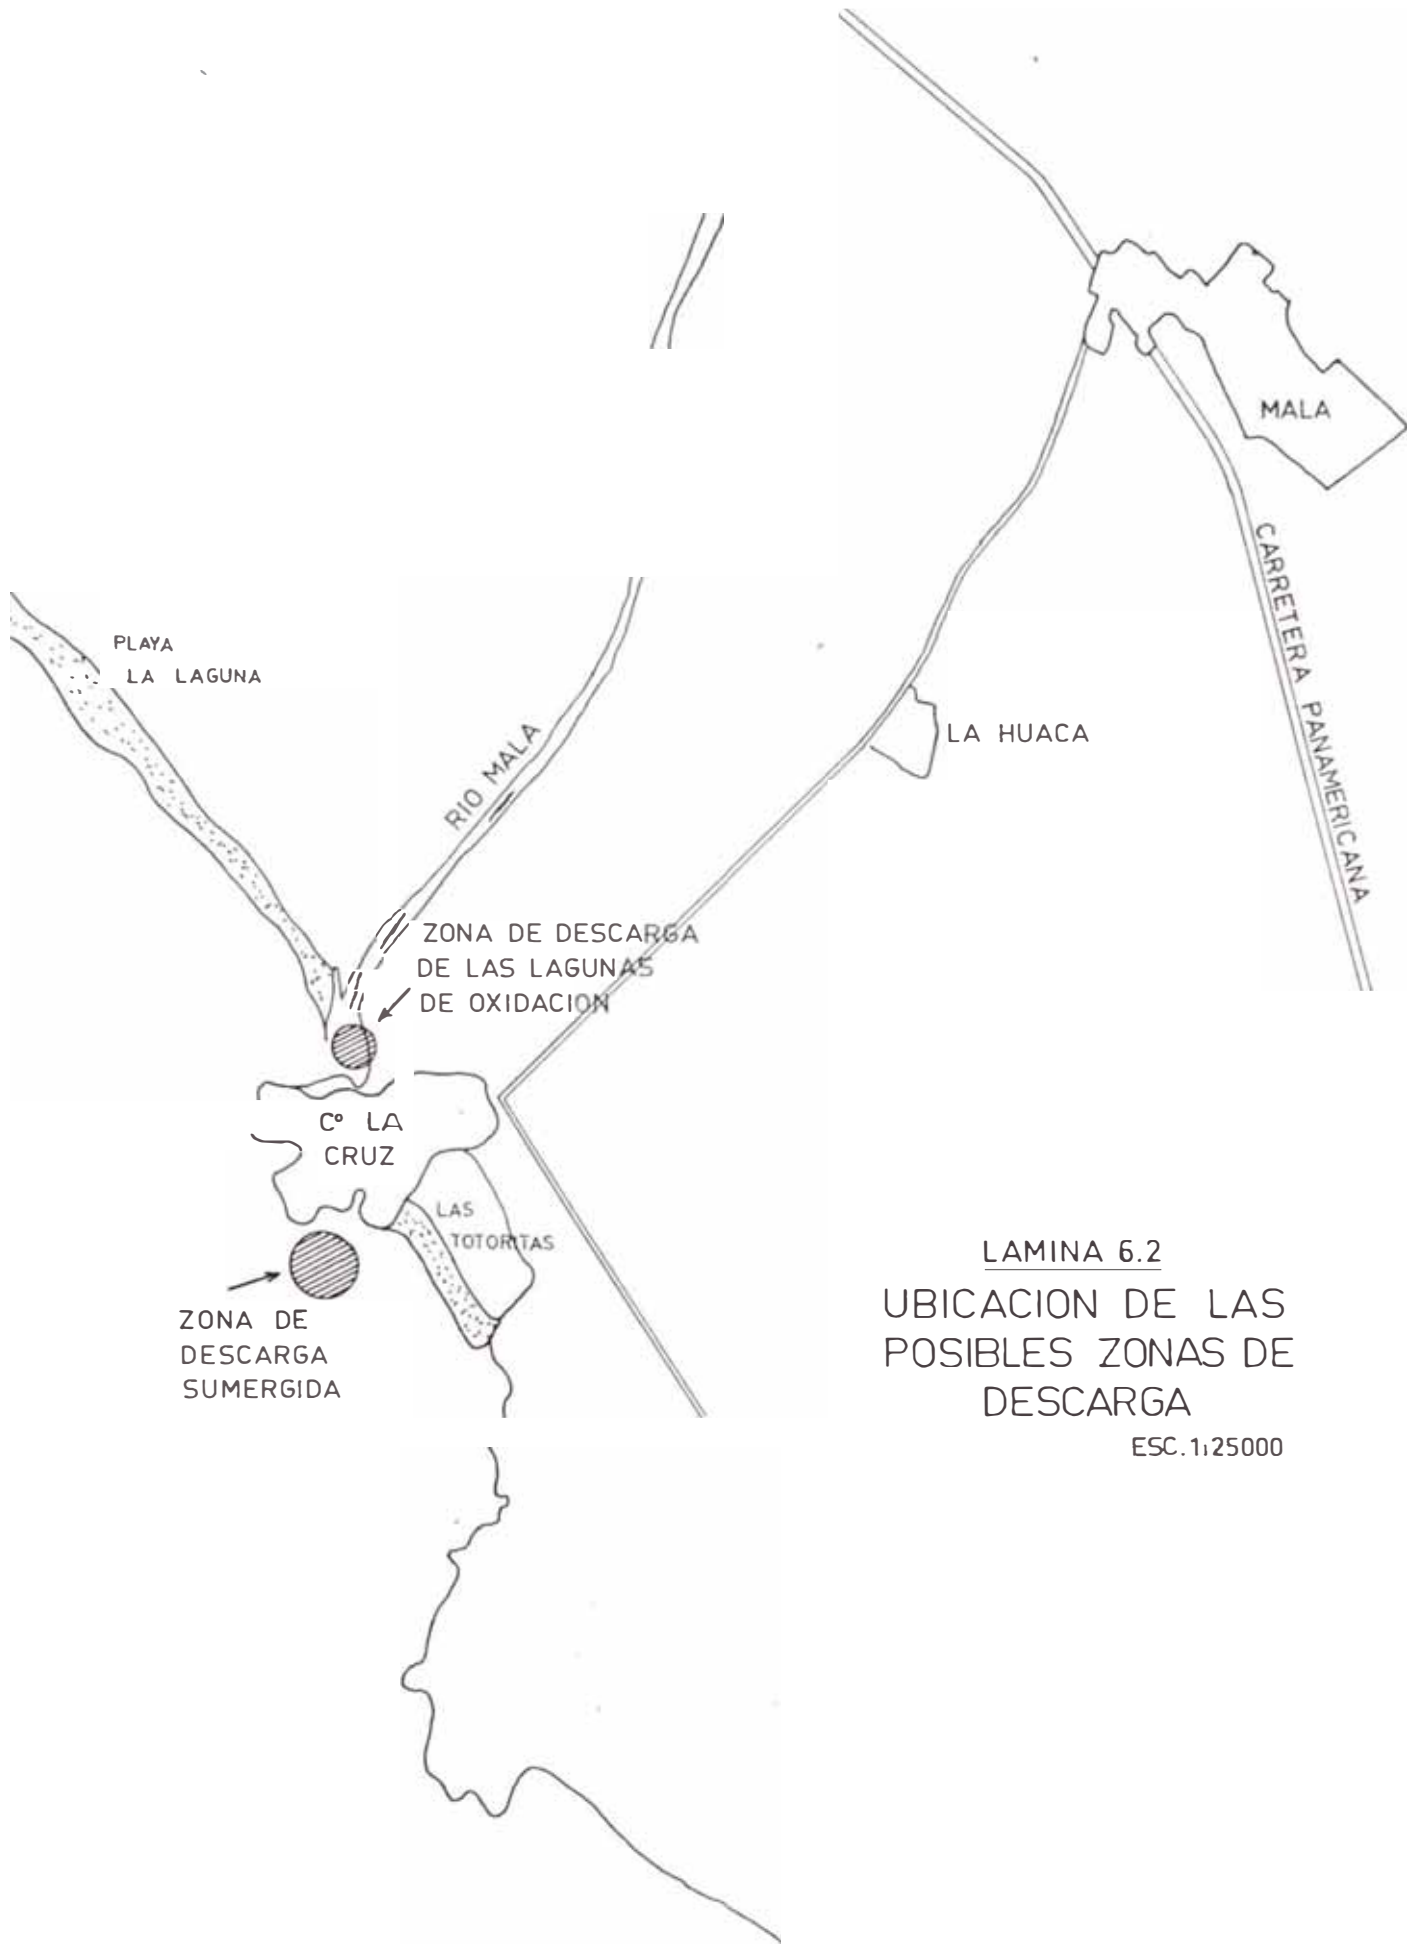 MALA
CARRETERA PANAMERICANA
PLAYA
LA LAGUNA
RIO MALA
LA HUACA
ZONA DE DESCARGA
DE LAS LAGUNAS
DE OXIDACION
Cº LA
CRUZ
LAS
TOTORITAS
ZONA DE
DESCARGA
SUMERGIDA
LAMINA 6.2
UBICACION DE LAS
POSIBLES ZONAS DE
DESCARGA
ESC. 1:25000